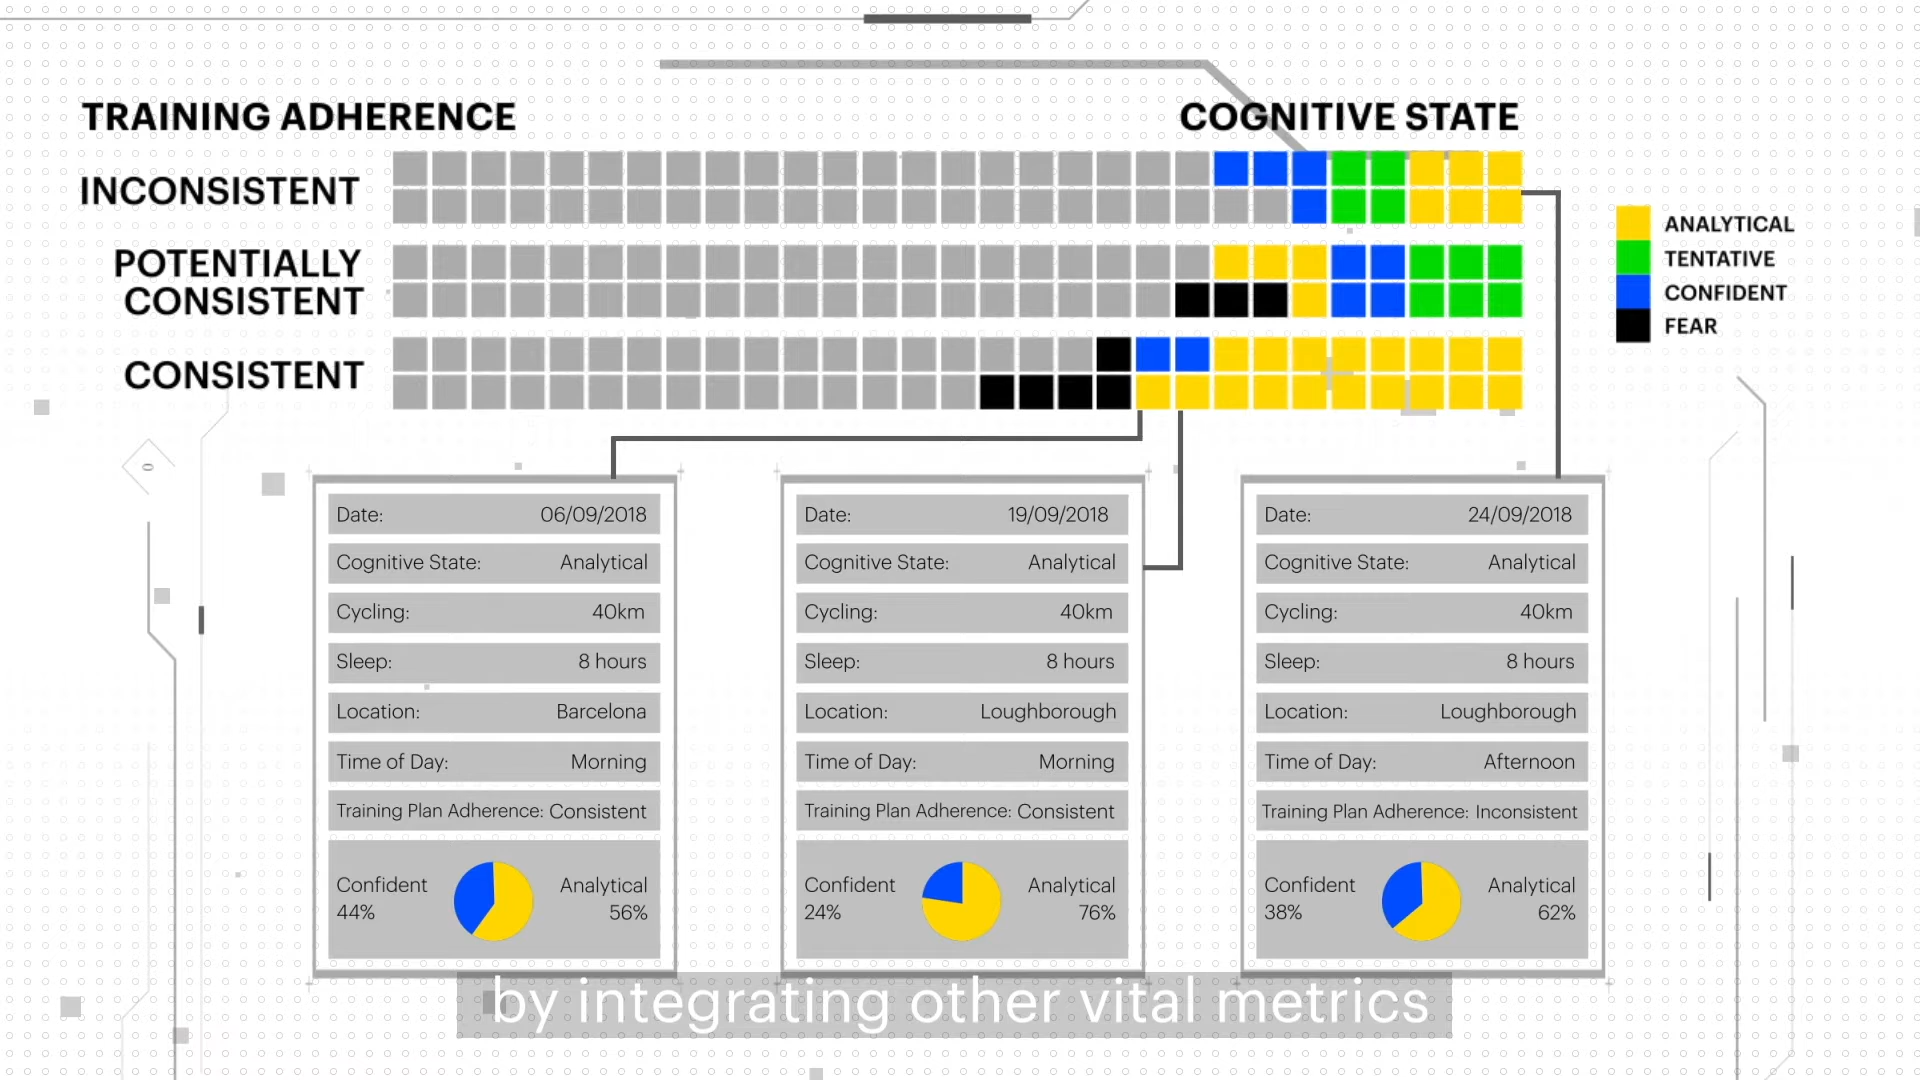 TRAINING ADHERENCE
COGNITIVE STATE
INCONSISTENT
POTENTIALLY
CONSISTENT
CONSISTENT
ANALYTICAL
TENTATIVE
CONFIDENT
FEAR
0
Date: 06/09/2018
Cognitive State: Analytical
Cycling: 40km
Sleep: 8 hours
Location: Barcelona
Time of Day: Morning
Training Plan Adherence: Consistent
Confident Analytical
44% 56%
Date: 19/09/2018
Cognitive State: Analytical
Cycling: 40km
Sleep: 8 hours
Location: Loughborough
Time of Day: Morning
Training Plan Adherence: Consistent
Confident Analytical
24% 76%
Date: 24/09/2018
Cognitive State: Analytical
Cycling: 40km
Sleep: 8 hours
Location: Loughborough
Time of Day: Afternoon
Training Plan Adherence: Inconsistent
Confident Analytical
38% 62%
by integrating other vital metrics